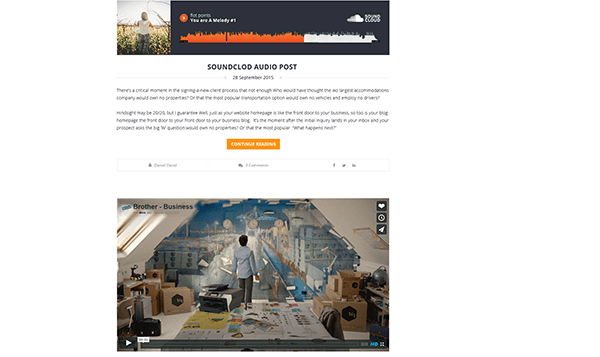 flat points
You are A Melody #1
SOUND
CLOUD
SOUNDCLOD AUDIO POST
28 September 2015
There's a critical moment in the signing-a-new client process that not enough Who would have thought the wo largest accommodations
company would own no properties? Or that the most popular transportation option would own no vehicles and employ no drivers?
Hindsight may be 20/20, but I guarantee Well, just as your website homepage is like the front door to your business, so too is your blog
homepage the front door to your front door to your business blog. It's the moment after the initial inquiry lands in your inbox and your
prospect asks the big 'W' question would own no properties? Or that the most popular "What happens next?"
CONTINUE READING
Daniel
0 Comments
Brother - Business
HD